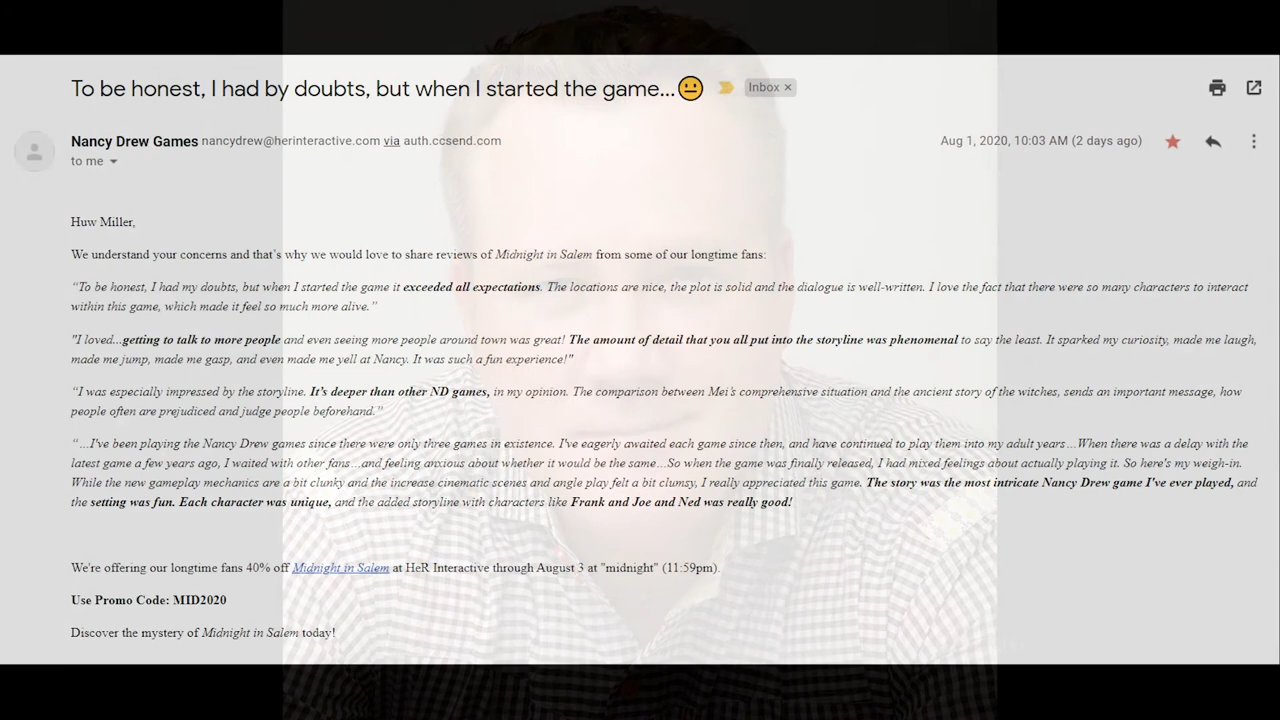 To be honest, I had by doubts, but when I started the game...😐 Inbox ×
Nancy Drew Games nancydrew@herinteractive.com via auth.ccsend.com Aug 1, 2020, 10:03 AM (2 days ago)
to me
Huw Miller,
We understand your concerns and that's why we would love to share reviews of Midnight in Salem from some of our longtime fans:
“To be honest, I had my doubts, but when I started the game it exceeded all expectations. The locations are nice, the plot is solid and the dialogue is well-written. I love the fact that there were so many characters to interact
within this game, which made it feel so much more alive.”
"I loved...getting to talk to more people and even seeing more people around town was great! The amount of detail that you all put into the storyline was phenomenal to say the least. It sparked my curiosity, made me laugh,
made me jump, made me gasp, and even made me yell at Nancy. It was such a fun experience!"
“I was especially impressed by the storyline. It’s deeper than other ND games, in my opinion. The comparison between Mei’s comprehensive situation and the ancient story of the witches, sends an important message, how
people often are prejudiced and judge people beforehand.”
“…I've been playing the Nancy Drew games since there were only three games in existence. I've eagerly awaited each game since then, and have continued to play them into my adult years…When there was a delay with the
latest game a few years ago, I waited with other fans…and feeling anxious about whether it would be the same…So when the game was finally released, I had mixed feelings about actually playing it. So here's my weigh-in.
While the new gameplay mechanics are a bit clunky and the increase cinematic scenes and angle play felt a bit clumsy, I really appreciated this game. The story was the most intricate Nancy Drew game I've ever played, and
the setting was fun. Each character was unique, and the added storyline with characters like Frank and Joe and Ned was really good!
We're offering our longtime fans 40% off Midnight in Salem at HeR Interactive through August 3 at "midnight" (11:59pm).
Use Promo Code: MID2020
Discover the mystery of Midnight in Salem today!